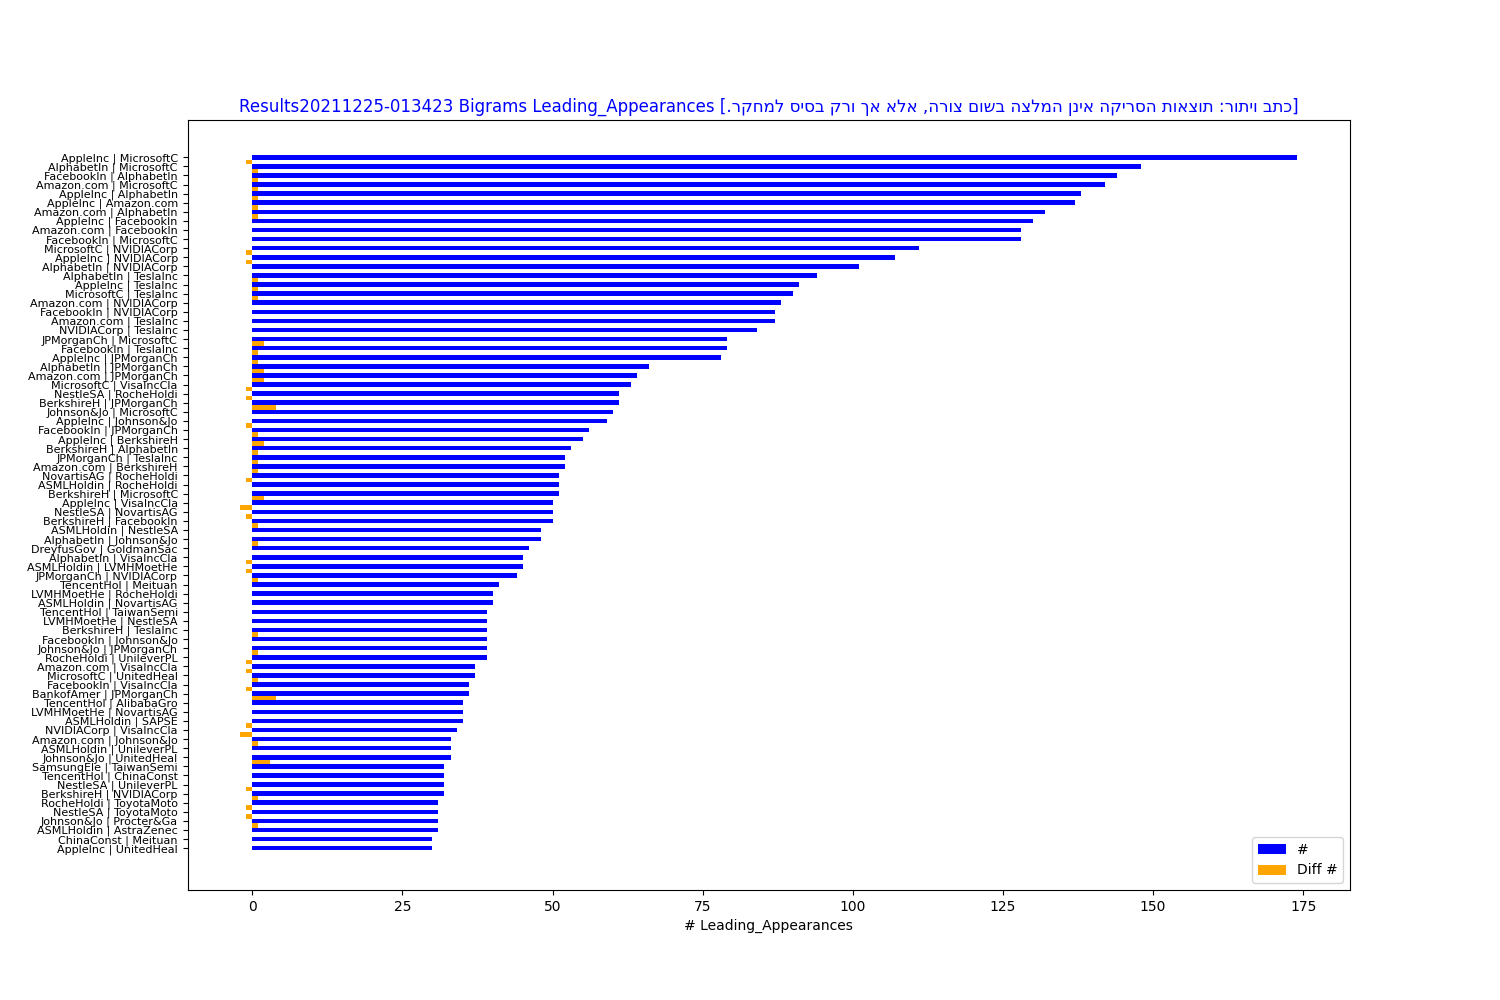 Results20211225-013423 Bigrams Leading_Appearances [כתב ויתור: תוצאות הסריקה אינן המלצה בשום צורה, אלא אך ורק בסיס למחקר.]
AppleInc | MicrosoftC
AlphabetIn | MicrosoftC
FacebookIn | AlphabetIn
Amazon.com | MicrosoftC
AppleInc | AlphabetIn
AppleInc | Amazon.com
Amazon.com | AlphabetIn
AppleInc | FacebookIn
Amazon.com | FacebookIn
FacebookIn | MicrosoftC
MicrosoftC | NVIDIACorp
AppleInc | NVIDIACorp
AlphabetIn | NVIDIACorp
AlphabetIn | TeslaInc
AppleInc | TeslaInc
MicrosoftC | TeslaInc
Amazon.com | NVIDIACorp
FacebookIn | NVIDIACorp
Amazon.com | TeslaInc
NVIDIACorp | TeslaInc
JPMorganCh | MicrosoftC
FacebookIn | TeslaInc
AppleInc | JPMorganCh
AlphabetIn | JPMorganCh
Amazon.com | JPMorganCh
MicrosoftC | VisaIncCla
NestleSA | RocheHoldi
BerkshireH | JPMorganCh
Johnson&Jo | MicrosoftC
AppleInc | Johnson&Jo
FacebookIn | JPMorganCh
AppleInc | BerkshireH
BerkshireH | AlphabetIn
JPMorganCh | TeslaInc
Amazon.com | BerkshireH
NovartisAG | RocheHoldi
ASMLHoldin | RocheHoldi
BerkshireH | MicrosoftC
AppleInc | VisaIncCla
NestleSA | NovartisAG
BerkshireH | FacebookIn
ASMLHoldin | NestleSA
AlphabetIn | Johnson&Jo
DreyfusGov | GoldmanSac
AlphabetIn | VisaIncCla
ASMLHoldin | LVMHMoetHe
JPMorganCh | NVIDIACorp
TencentHol | Meituan
LVMHMoetHe | RocheHoldi
ASMLHoldin | NovartisAG
TencentHol | TaiwanSemi
LVMHMoetHe | NestleSA
BerkshireH | TeslaInc
FacebookIn | Johnson&Jo
Johnson&Jo | JPMorganCh
RocheHoldi | UnileverPL
Amazon.com | VisaIncCla
MicrosoftC | UnitedHeal
FacebookIn | VisaIncCla
BankofAmer | JPMorganCh
TencentHol | AlibabaGro
LVMHMoetHe | NovartisAG
ASMLHoldin | SAPSE
NVIDIACorp | VisaIncCla
Amazon.com | Johnson&Jo
ASMLHoldin | UnileverPL
Johnson&Jo | UnitedHeal
SamsungEle | TaiwanSemi
TencentHol | ChinaConst
NestleSA | UnileverPL
BerkshireH | NVIDIACorp
RocheHoldi | ToyotaMoto
NestleSA | ToyotaMoto
Johnson&Jo | Procter&Ga
ASMLHoldin | AstraZenec
ChinaConst | Meituan
AppleInc | UnitedHeal
#
Diff #
0 25 50 75 100 125 150 175
# Leading_Appearances